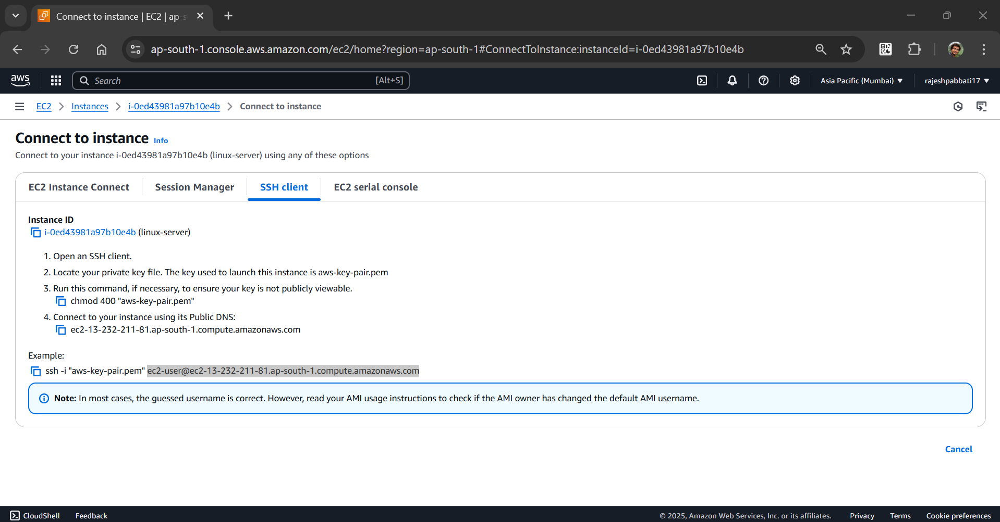 Connect to instance | EC2 | ap-s
ap-south-1.console.aws.amazon.com/ec2/home?region=ap-south-1#ConnectToInstance:instanceId=i-0ed43981a97b10e4b
aws Search [Alt+S] Asia Pacific (Mumbai) rajeshpabbati17
EC2 Instances i-0ed43981a97b10e4b Connect to instance
Connect to instance Info
Connect to your instance i-0ed43981a97b10e4b (linux-server) using any of these options
EC2 Instance Connect Session Manager SSH client EC2 serial console
Instance ID
i-0ed43981a97b10e4b (linux-server)
1. Open an SSH client.
2. Locate your private key file. The key used to launch this instance is aws-key-pair.pem
3. Run this command, if necessary, to ensure your key is not publicly viewable.
chmod 400 "aws-key-pair.pem"
4. Connect to your instance using its Public DNS:
ec2-13-232-211-81.ap-south-1.compute.amazonaws.com
Example:
ssh -i "aws-key-pair.pem" ec2-user@ec2-13-232-211-81.ap-south-1.compute.amazonaws.com
Note: In most cases, the guessed username is correct. However, read your AMI usage instructions to check if the AMI owner has changed the default AMI username.
Cancel
CloudShell Feedback © 2025, Amazon Web Services, Inc. or its affiliates. Privacy Terms Cookie preferences